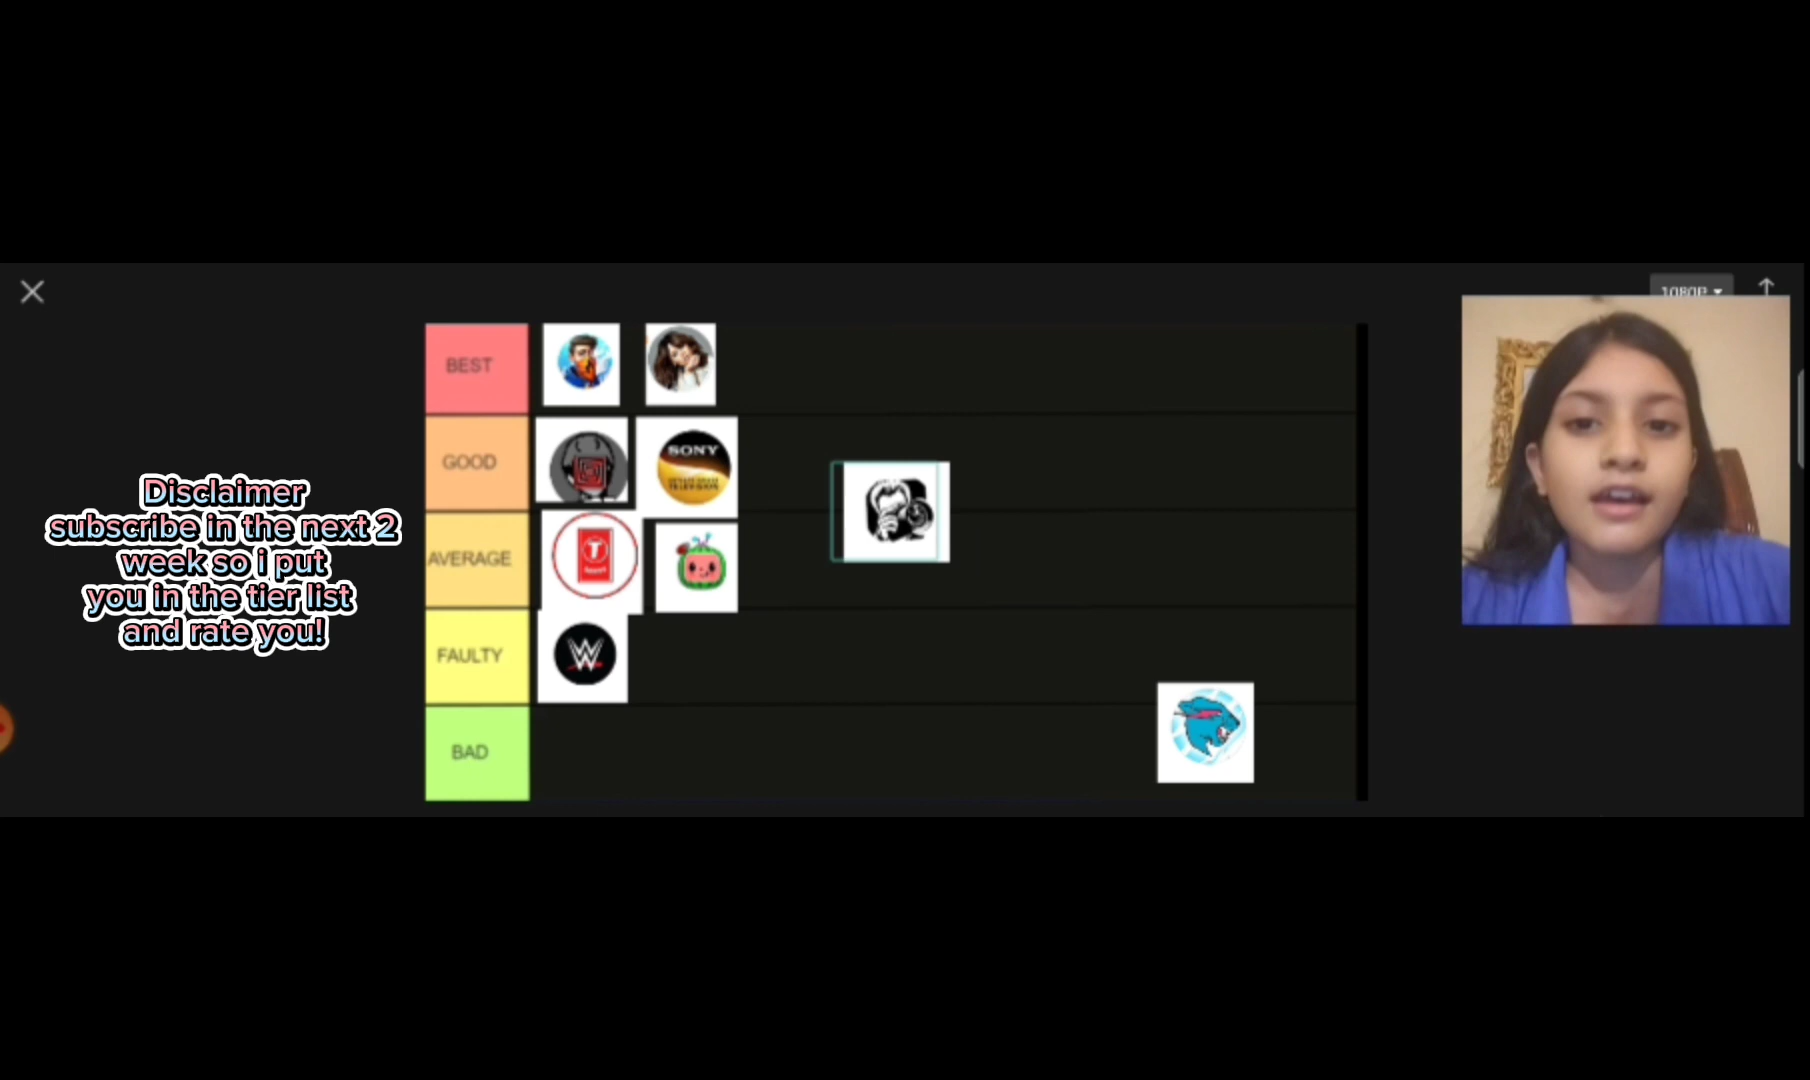 1080P
BEST
GOOD
SONY
TELEVISION
Disclaimer
subscribe in the next 2
week so i put
you in the tier list
and rate you!
AVERAGE
T
FAULTY
W
BAD